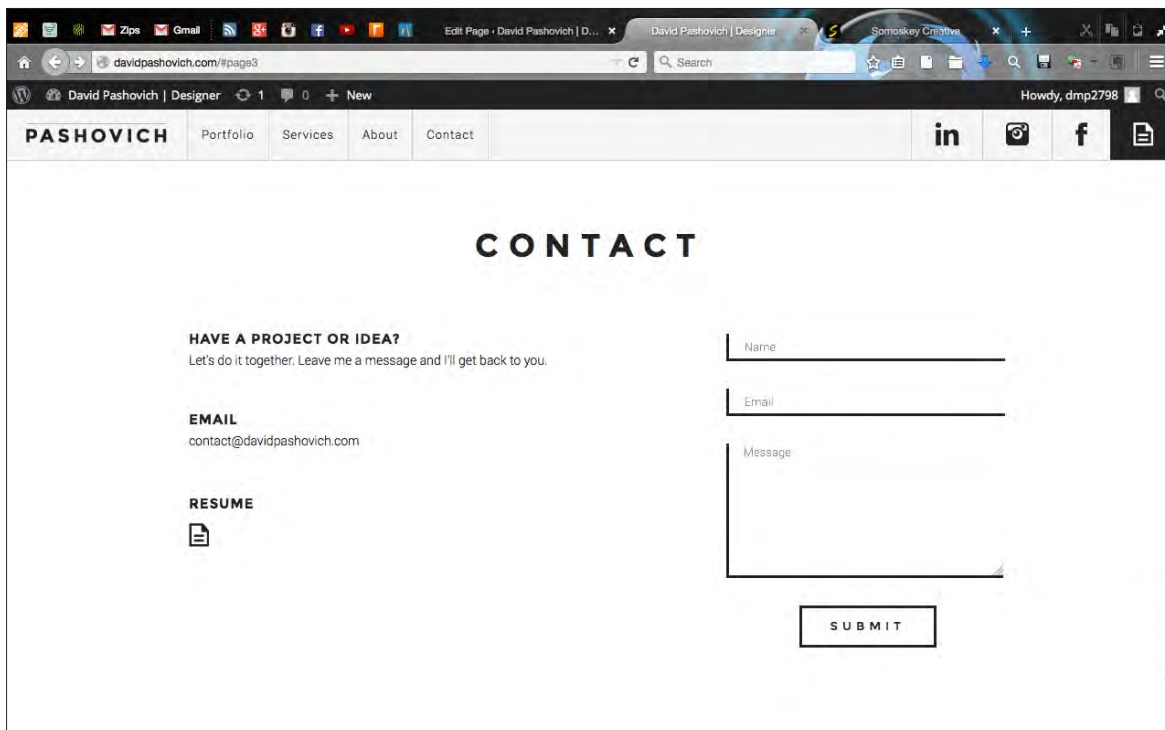 Zips Gmail Edit Page ‹ David Pashovich | D... × David Pashovich | Designer × Somoskey Creative × +
davidpashovich.com/#page3 Search
David Pashovich | Designer 1 0 + New Howdy, dmp2798
PASHOVICH Portfolio Services About Contact in f
CONTACT
HAVE A PROJECT OR IDEA?
Let's do it together. Leave me a message and I'll get back to you.
EMAIL
contact@davidpashovich.com
RESUME
Name
Email
Message
SUBMIT